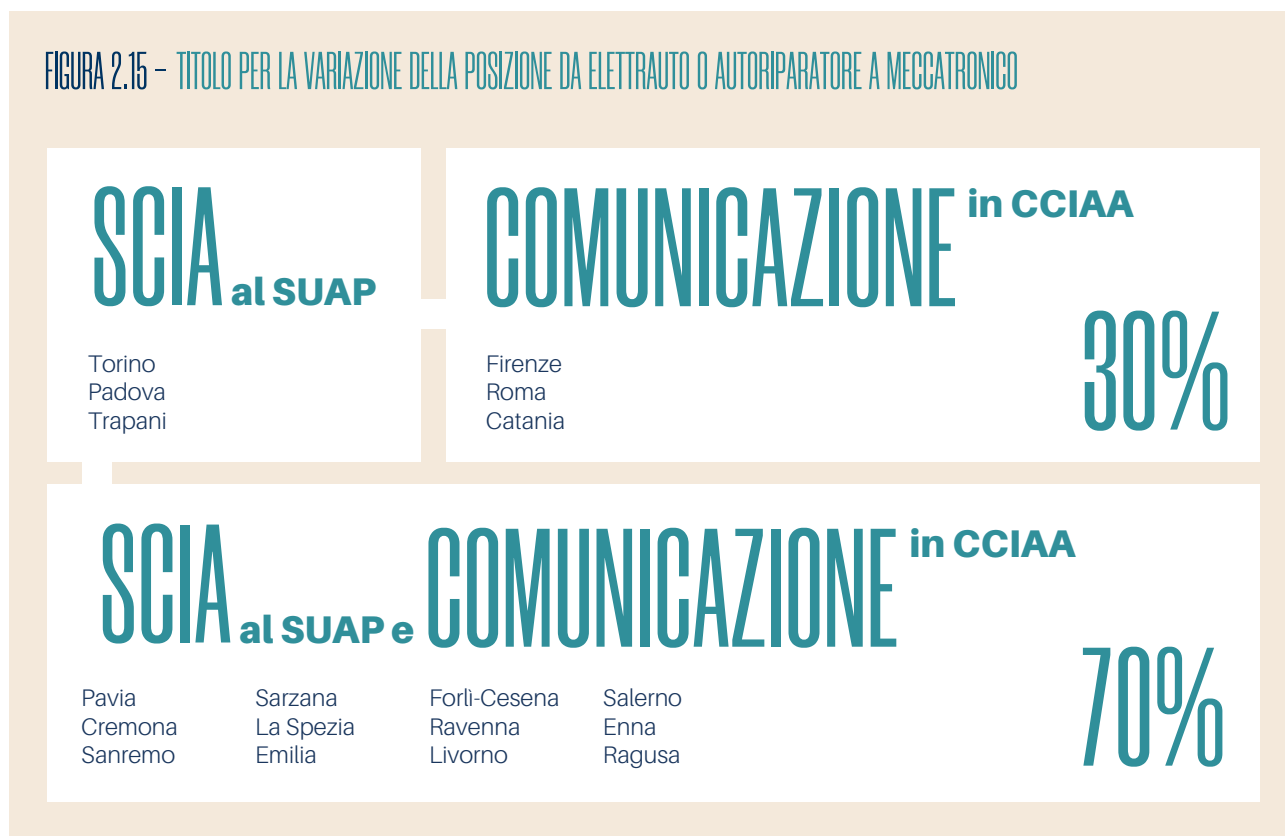 FIGURA 2.15 – TITOLO PER LA VARIAZIONE DELLA POSIZIONE DA ELETTRAUTO O AUTORIPARATORE A MECCATRONICO
SCIA al SUAP
Torino
Padova
Trapani
COMUNICAZIONE in CCIAA
Firenze
Roma
Catania
30%
SCIA al SUAP e COMUNICAZIONE in CCIAA
Pavia
Cremona
Sanremo
Sarzana
La Spezia
Emilia
Forlì-Cesena
Ravenna
Livorno
Salerno
Enna
Ragusa
70%